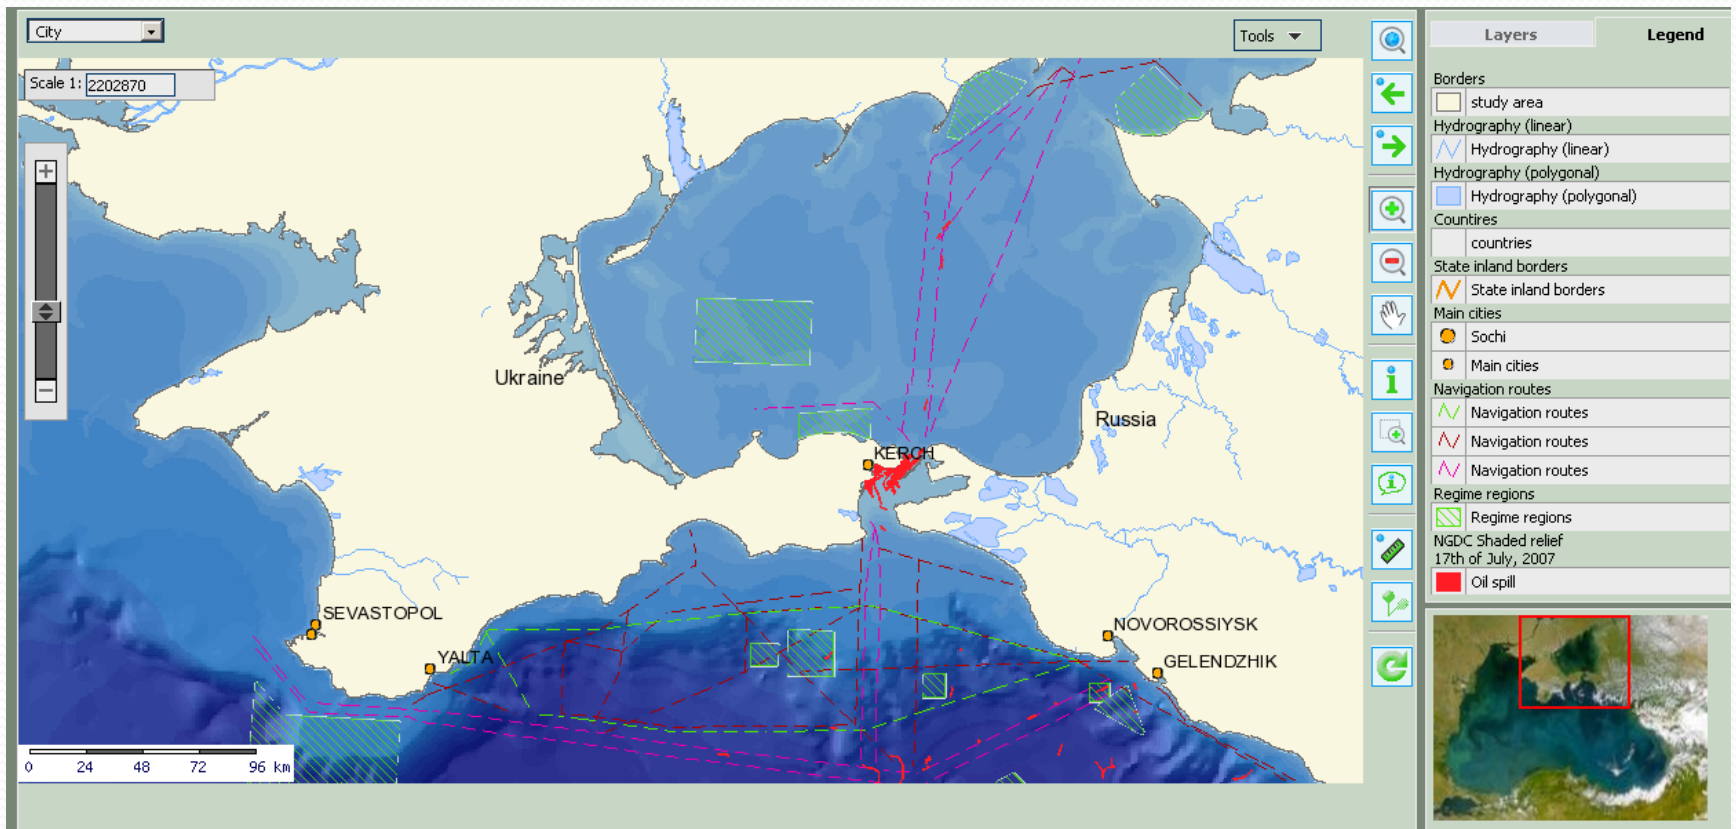 City
Tools
Scale 1: 2202870
Ukraine
Russia
KERCH
SEVASTOPOL
YALTA
NOVOROSSIYSK
GELENDZHIK
0 24 48 72 96 km
Layers
Legend
Borders
study area
Hydrography (linear)
Hydrography (linear)
Hydrography (polygonal)
Hydrography (polygonal)
Countires
countries
State inland borders
State inland borders
Main cities
Sochi
Main cities
Navigation routes
Navigation routes
Navigation routes
Navigation routes
Regime regions
Regime regions
NGDC Shaded relief
17th of July, 2007
Oil spill